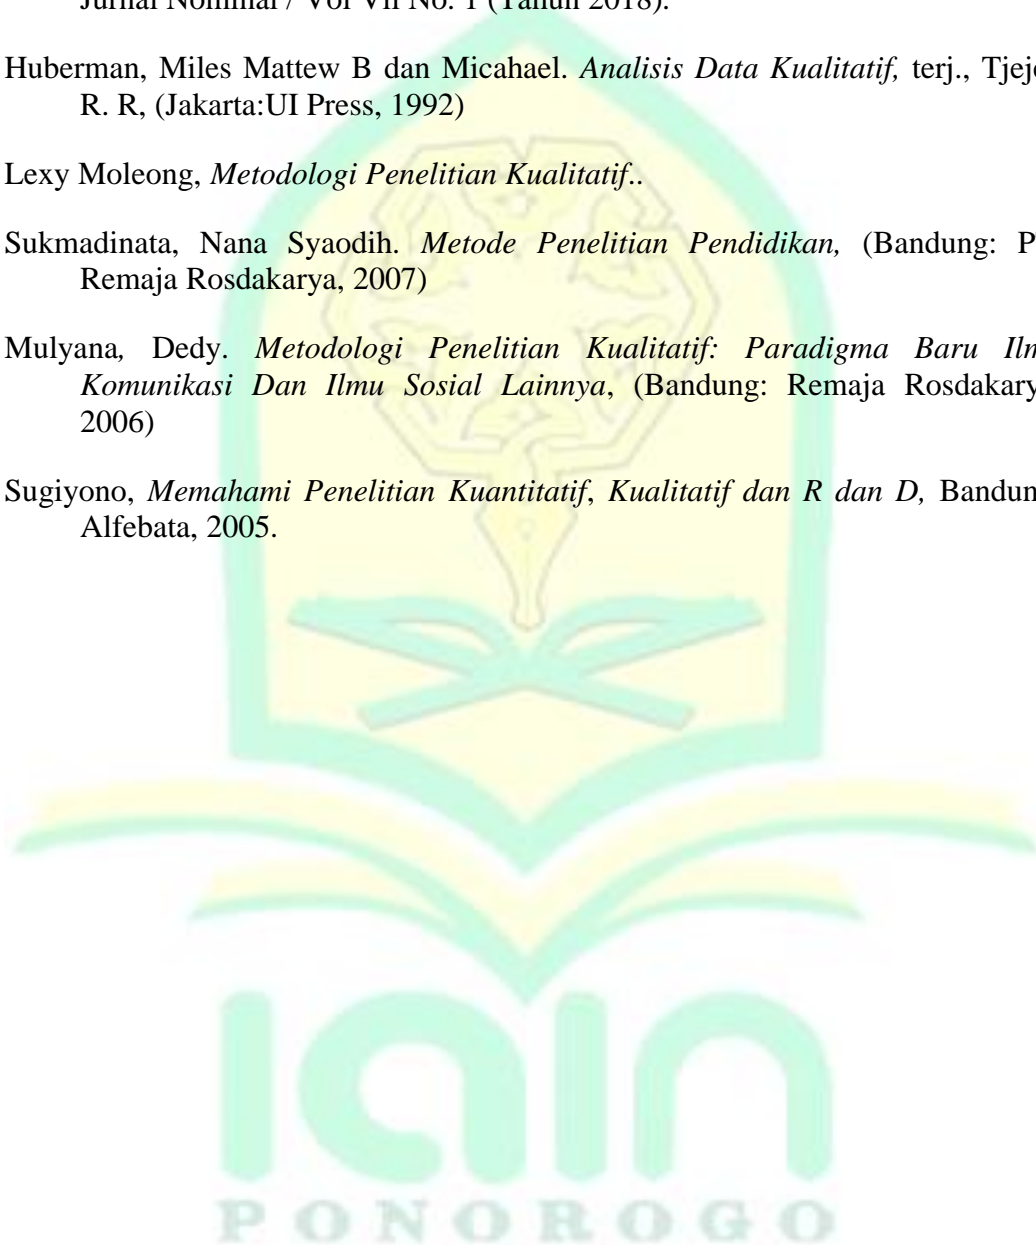 Jurnal Nominal / Vol VII No. 1 (Tahun 2018).
Huberman, Miles Mattew B dan Micahael. Analisis Data Kualitatif, terj., Tjej
R. R, (Jakarta:UI Press, 1992)
Lexy Moleong, Metodologi Penelitian Kualitatif..
Sukmadinata, Nana Syaodih. Metode Penelitian Pendidikan, (Bandung: P
Remaja Rosdakarya, 2007)
Mulyana, Dedy. Metodologi Penelitian Kualitatif: Paradigma Baru Ilm
Komunikasi Dan Ilmu Sosial Lainnya, (Bandung: Remaja Rosdakary
2006)
Sugiyono, Memahami Penelitian Kuantitatif, Kualitatif dan R dan D, Bandun
Alfebata, 2005.
iain
PONOROGO